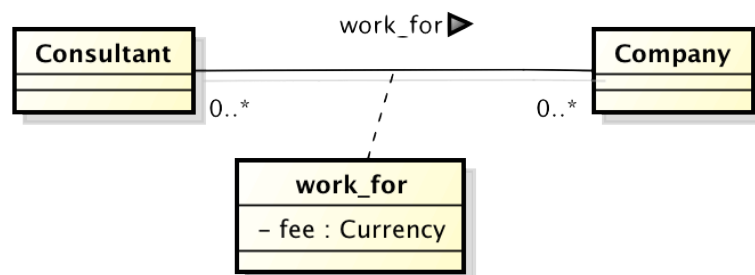 work_for
Consultant
Company
0..*
0..*
work_for
- fee : Currency